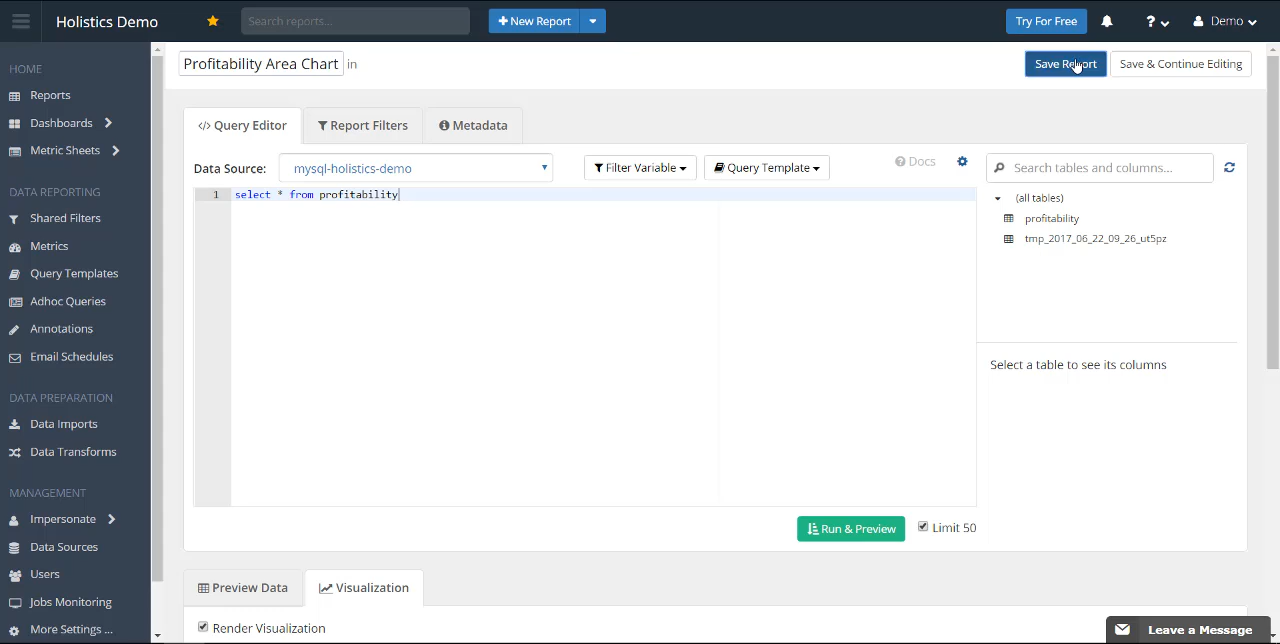 Holistics Demo
Search reports...
New Report
Try For Free
?
Demo
HOME
Reports
Dashboards
Metric Sheets
DATA REPORTING
Shared Filters
Metrics
Query Templates
Adhoc Queries
Annotations
Email Schedules
DATA PREPARATION
Data Imports
Data Transforms
MANAGEMENT
Impersonate
Data Sources
Users
Jobs Monitoring
More Settings ...
Profitability Area Chart in
Save Report
Save & Continue Editing
</> Query Editor
Report Filters
Metadata
Data Source:
mysql-holistics-demo
Filter Variable
Query Template
Docs
Search tables and columns...
1 select * from profitability
(all tables)
profitability
tmp_2017_06_22_09_26_ut5pz
Select a table to see its columns
Run & Preview
Limit 50
Preview Data
Visualization
Render Visualization
Leave a Message